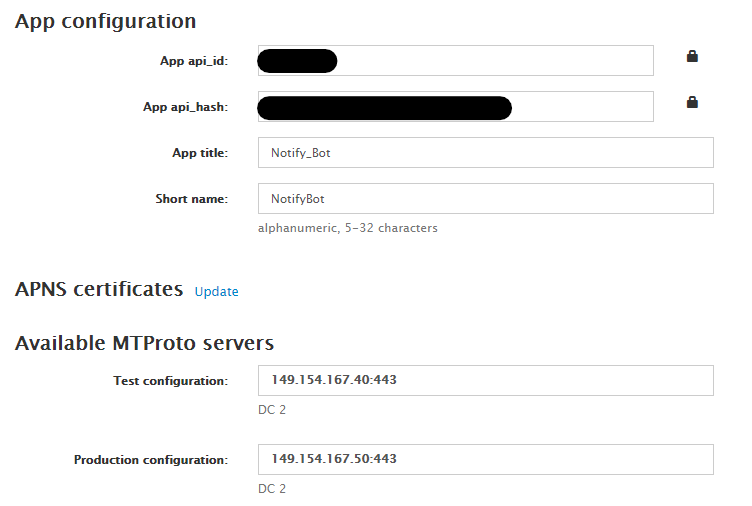 App configuration
App api_id:
App api_hash:
App title: Notify_Bot
Short name: NotifyBot
alphanumeric, 5-32 characters
APNS certificates Update
Available MTProto servers
Test configuration: 149.154.167.40:443
DC 2
Production configuration: 149.154.167.50:443
DC 2